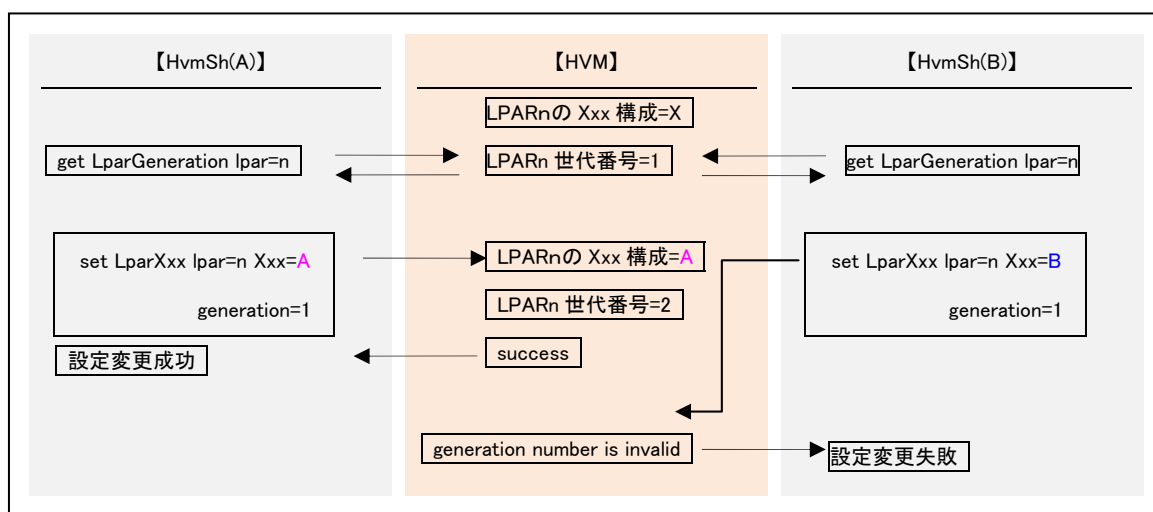 【HvmSh(A)】
【HVM】
【HvmSh(B)】
LPARnの Xxx 構成=X
get LparGeneration lpar=n
LPARn 世代番号=1
get LparGeneration lpar=n
set LparXxx lpar=n Xxx=A
generation=1
LPARnの Xxx 構成=A
LPARn 世代番号=2
set LparXxx lpar=n Xxx=B
generation=1
設定変更成功
success
generation number is invalid
設定変更失敗